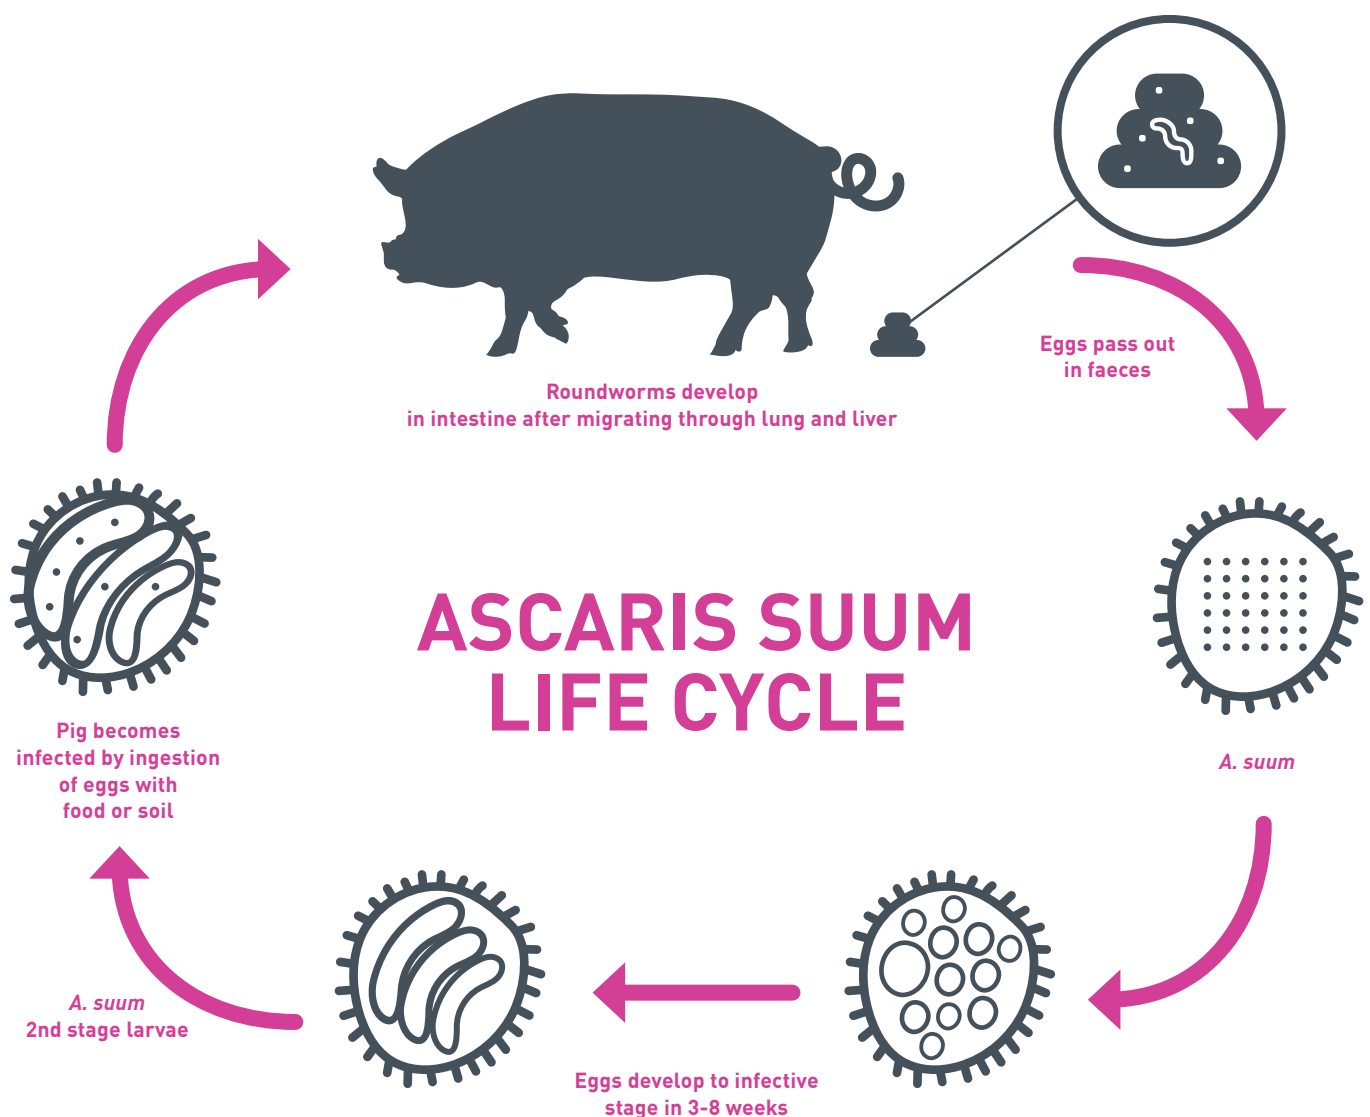 Roundworms develop
in intestine after migrating through lung and liver
Eggs pass out
in faeces
ASCARIS SUUM
LIFE CYCLE
A. suum
Eggs develop to infective
stage in 3-8 weeks
A. suum
2nd stage larvae
Pig becomes
infected by ingestion
of eggs with
food or soil